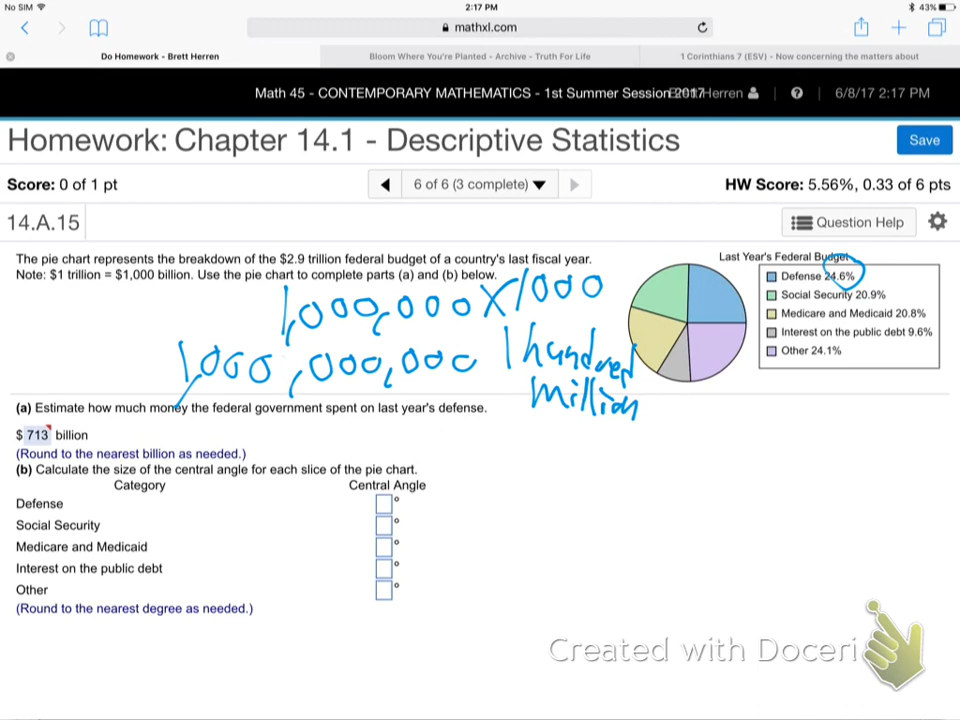 No SIM 2:17 PM 43%
mathxl.com
Do Homework - Brett Herren Bloom Where You're Planted - Archive - Truth For Life 1 Corinthians 7 (ESV) - Now concerning the matters about
Math 45 - CONTEMPORARY MATHEMATICS - 1st Summer Session 2017 Herren ? 6/8/17 2:17 PM
Homework: Chapter 14.1 - Descriptive Statistics Save
Score: 0 of 1 pt 6 of 6 (3 complete) HW Score: 5.56%, 0.33 of 6 pts
14.A.15 Question Help
The pie chart represents the breakdown of the $2.9 trillion federal budget of a country's last fiscal year.
Note: $1 trillion = $1,000 billion. Use the pie chart to complete parts (a) and (b) below.
Last Year's Federal Budget
Defense 24.6%
Social Security 20.9%
Medicare and Medicaid 20.8%
Interest on the public debt 9.6%
Other 24.1%
1,000,000 X 1000
1,000,000,000 1 hundred
million
(a) Estimate how much money the federal government spent on last year's defense.
$ 713 billion
(Round to the nearest billion as needed.)
(b) Calculate the size of the central angle for each slice of the pie chart.
Category Central Angle
Defense °
Social Security °
Medicare and Medicaid °
Interest on the public debt °
Other °
(Round to the nearest degree as needed.)
Created with Doceri